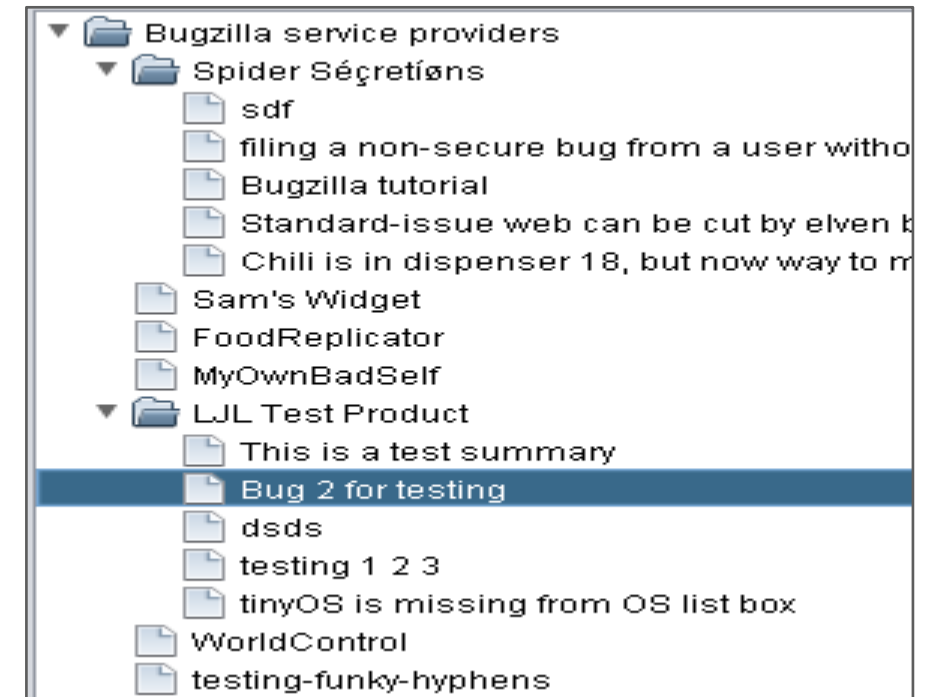 Bugzilla service providers
Spider Séçretíøns
sdf
filing a non-secure bug from a user witho
Bugzilla tutorial
Standard-issue web can be cut by elven b
Chili is in dispenser 18, but now way to m
Sam's Widget
FoodReplicator
MyOwnBadSelf
LJL Test Product
This is a test summary
Bug 2 for testing
dsds
testing 1 2 3
tinyOS is missing from OS list box
WorldControl
testing-funky-hyphens